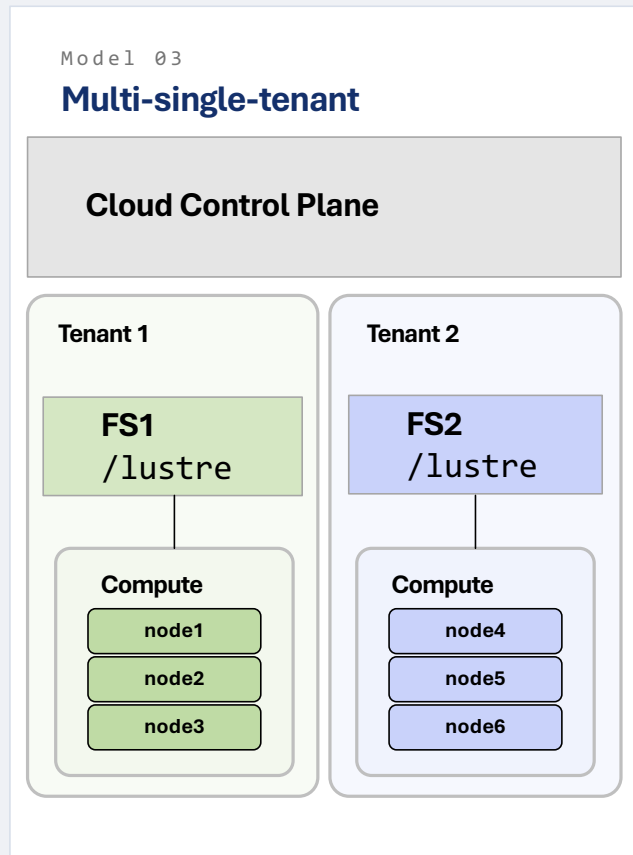 Model 03
Multi-single-tenant
Cloud Control Plane
Tenant 1
FS1
/lustre
Compute
node1
node2
node3
Tenant 2
FS2
/lustre
Compute
node4
node5
node6